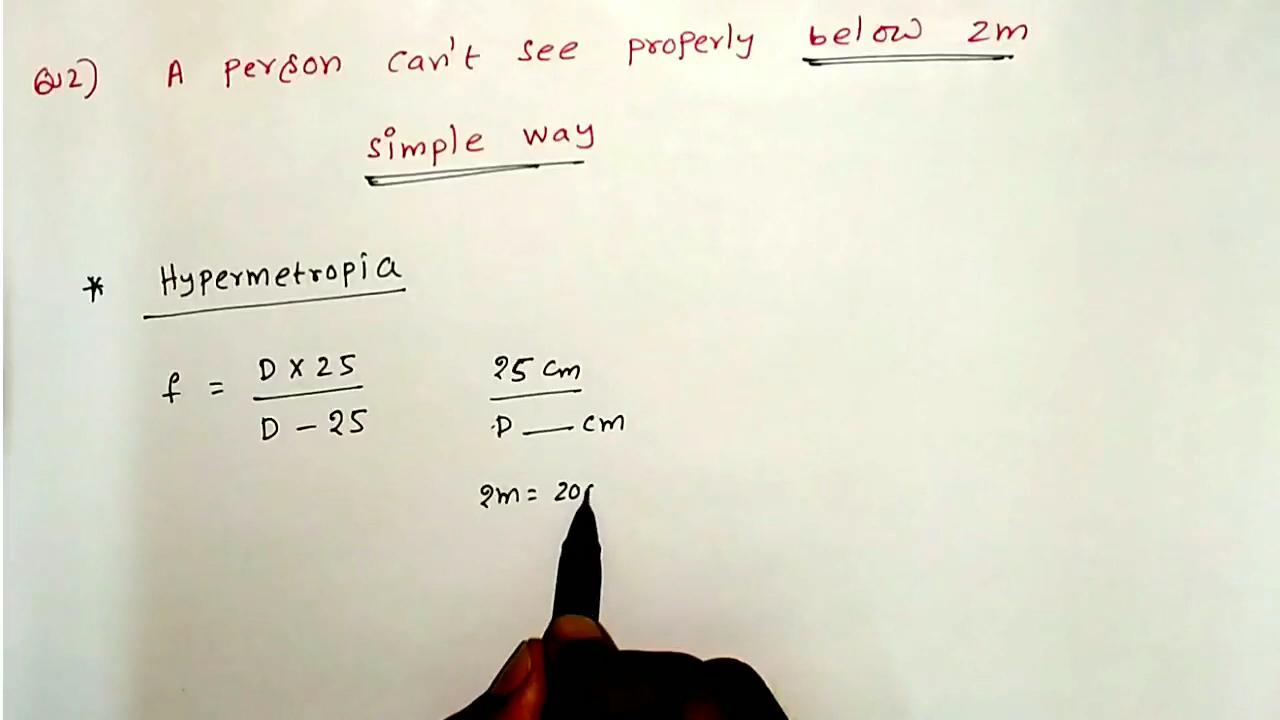 Q2) A person can't see properly below 2m
simple way
* Hypermetropia
f = D X 25 / D - 25
25 cm
D — cm
2m = 20